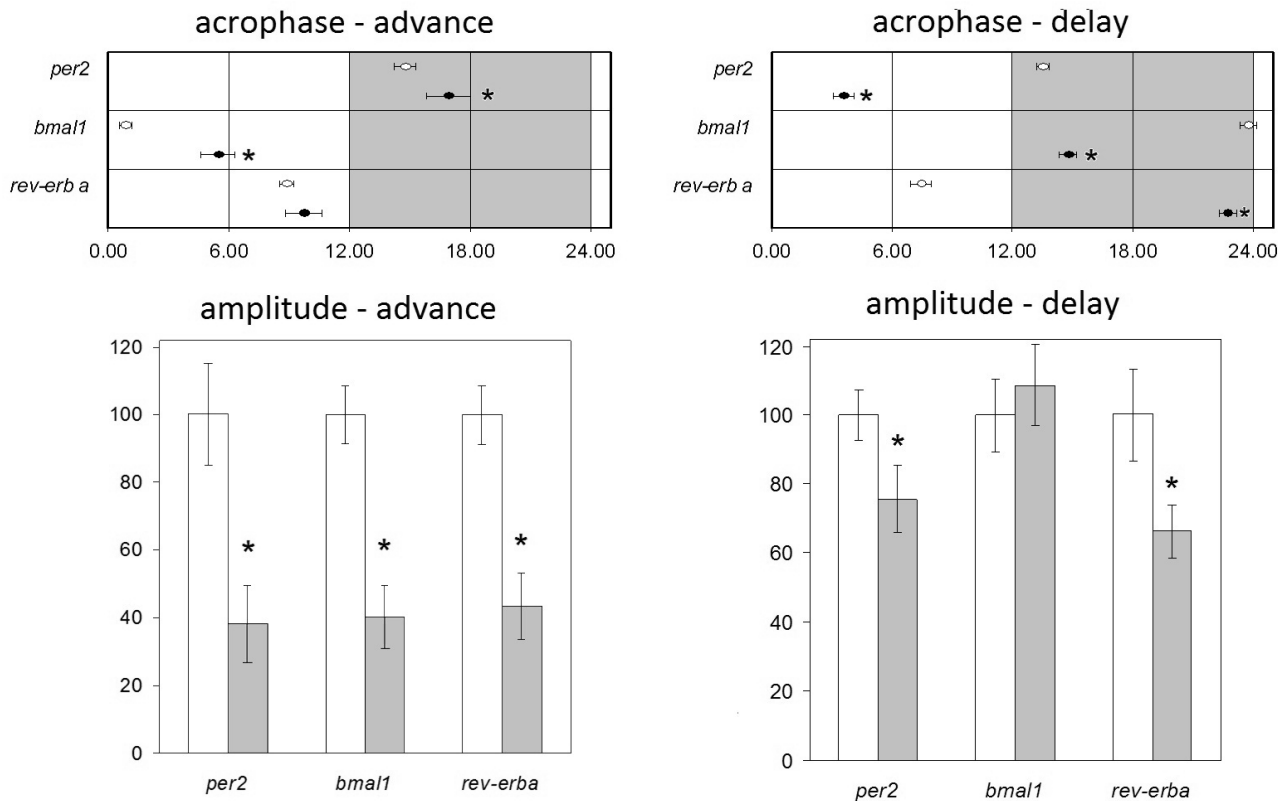 acrophase - advance
per2
*
bmal1
*
rev-erb a
0.00 6.00 12.00 18.00 24.00
acrophase - delay
per2
*
bmal1
*
rev-erb a
*
0.00 6.00 12.00 18.00 24.00
amplitude - advance
120
100
80
60
40
20
0
* * *
per2 bmal1 rev-erba
amplitude - delay
120
100
80
60
40
20
0
* *
per2 bmal1 rev-erba